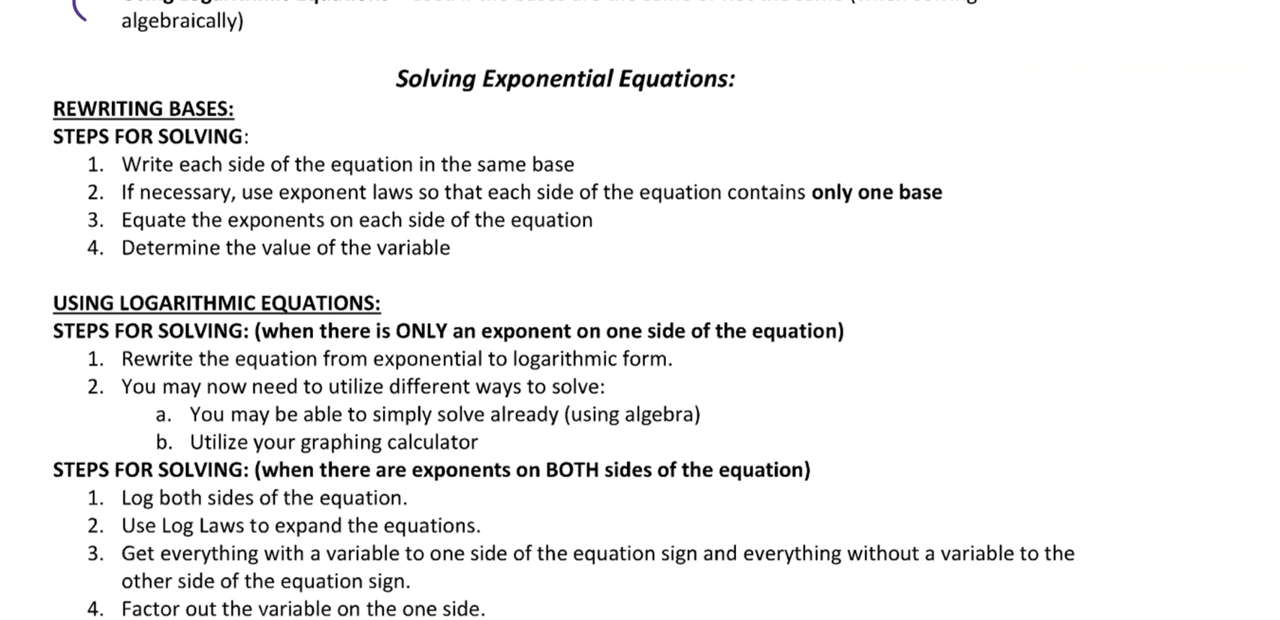 algebraically)
Solving Exponential Equations:
REWRITING BASES:
STEPS FOR SOLVING:
1. Write each side of the equation in the same base
2. If necessary, use exponent laws so that each side of the equation contains only one base
3. Equate the exponents on each side of the equation
4. Determine the value of the variable
USING LOGARITHMIC EQUATIONS:
STEPS FOR SOLVING: (when there is ONLY an exponent on one side of the equation)
1. Rewrite the equation from exponential to logarithmic form.
2. You may now need to utilize different ways to solve:
a. You may be able to simply solve already (using algebra)
b. Utilize your graphing calculator
STEPS FOR SOLVING: (when there are exponents on BOTH sides of the equation)
1. Log both sides of the equation.
2. Use Log Laws to expand the equations.
3. Get everything with a variable to one side of the equation sign and everything without a variable to the
other side of the equation sign.
4. Factor out the variable on the one side.